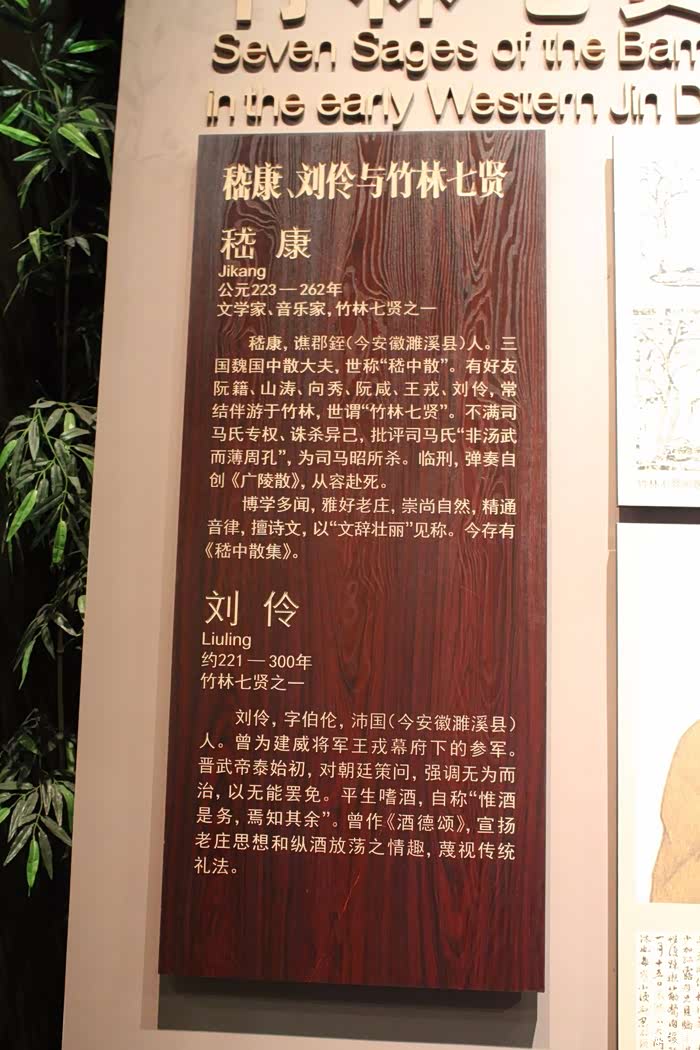 竹林七贤
Seven Sages of the Bam
in the early Western Jin D
嵇康、刘伶与竹林七贤
嵇 康
Jikang
公元223—262年
文学家、音乐家,竹林七贤之一
嵇康,谯郡铚(今安徽濉溪县)人。三
国魏国中散大夫,世称“嵇中散”。有好友
阮籍、山涛、向秀、阮咸、王戎、刘伶,常
结伴游于竹林,世谓“竹林七贤”。不满司
马氏专权、诛杀异己,批评司马氏“非汤武
而薄周孔”,为司马昭所杀。临刑,弹奏自
创《广陵散》,从容赴死。
博学多闻,雅好老庄,崇尚自然,精通
音律,擅诗文,以“文辞壮丽”见称。今存有
《嵇中散集》。
刘 伶
Liuling
约221—300年
竹林七贤之一
刘伶,字伯伦,沛国(今安徽濉溪县)
人。曾为建威将军王戎幕府下的参军。
晋武帝泰始初,对朝廷策问,强调无为而
治,以无能罢免。平生嗜酒,自称“惟酒
是务,焉知其余”。曾作《酒德颂》,宣扬
老庄思想和纵酒放荡之情趣,蔑视传统
礼法。